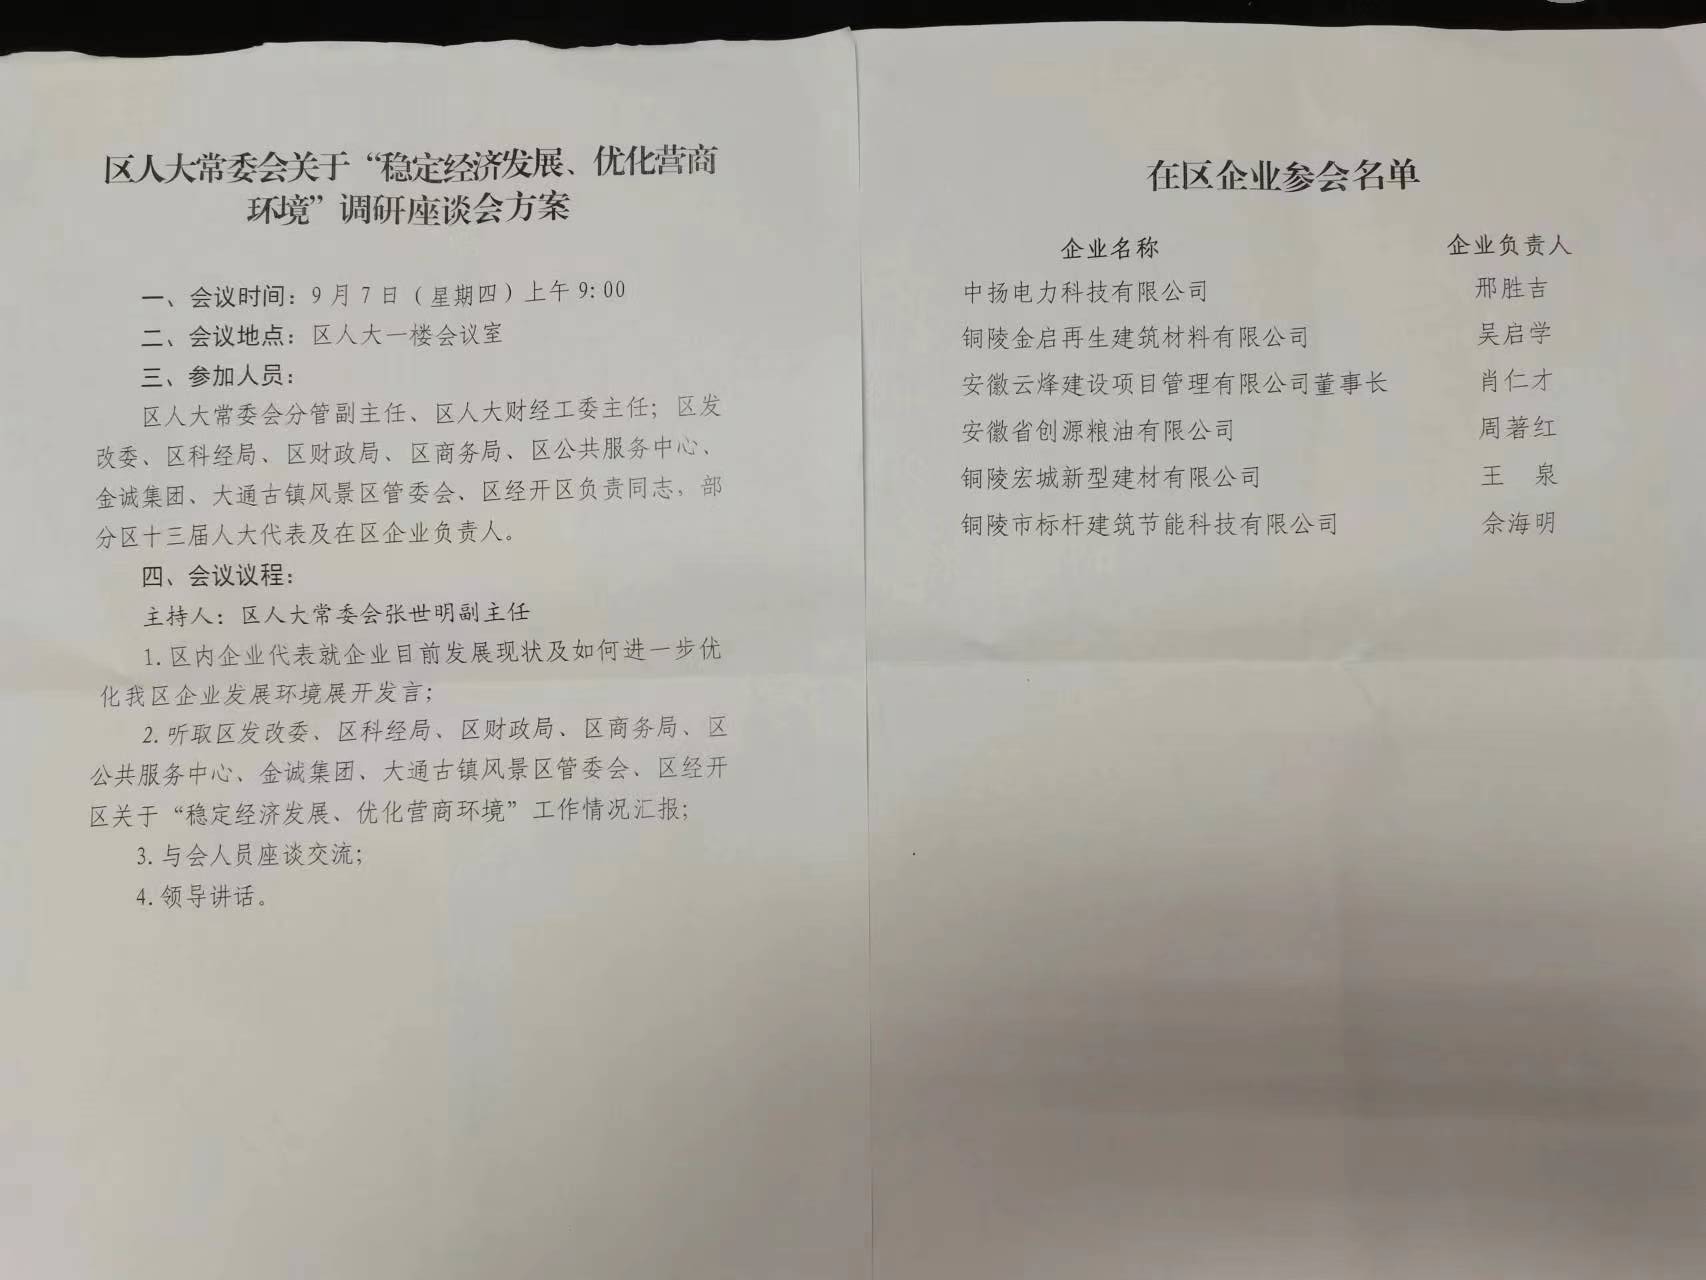 区人大常委会关于“稳定经济发展、优化营商
环境”调研座谈会方案
一、会议时间：9月7日（星期四）上午9:00
二、会议地点：区人大一楼会议室
三、参加人员：
区人大常委会分管副主任、区人大财经工委主任；区发
改委、区科经局、区财政局、区商务局、区公共服务中心、
金诚集团、大通古镇风景区管委会、区经开区负责同志，部
分区十三届人大代表及在区企业负责人。
四、会议议程：
主持人：区人大常委会张世明副主任
1.区内企业代表就企业目前发展现状及如何进一步优
化我区企业发展环境展开发言；
2.听取区发改委、区科经局、区财政局、区商务局、区
公共服务中心、金诚集团、大通古镇风景区管委会、区经开
区关于“稳定经济发展、优化营商环境”工作情况汇报；
3.与会人员座谈交流；
4.领导讲话。
在区企业参会名单
企业名称 企业负责人
中扬电力科技有限公司 邢胜吉
铜陵金启再生建筑材料有限公司 吴启学
安徽云烽建设项目管理有限公司董事长 肖仁才
安徽省创源粮油有限公司 周著红
铜陵宏城新型建材有限公司 王 泉
铜陵市标杆建筑节能科技有限公司 佘海明